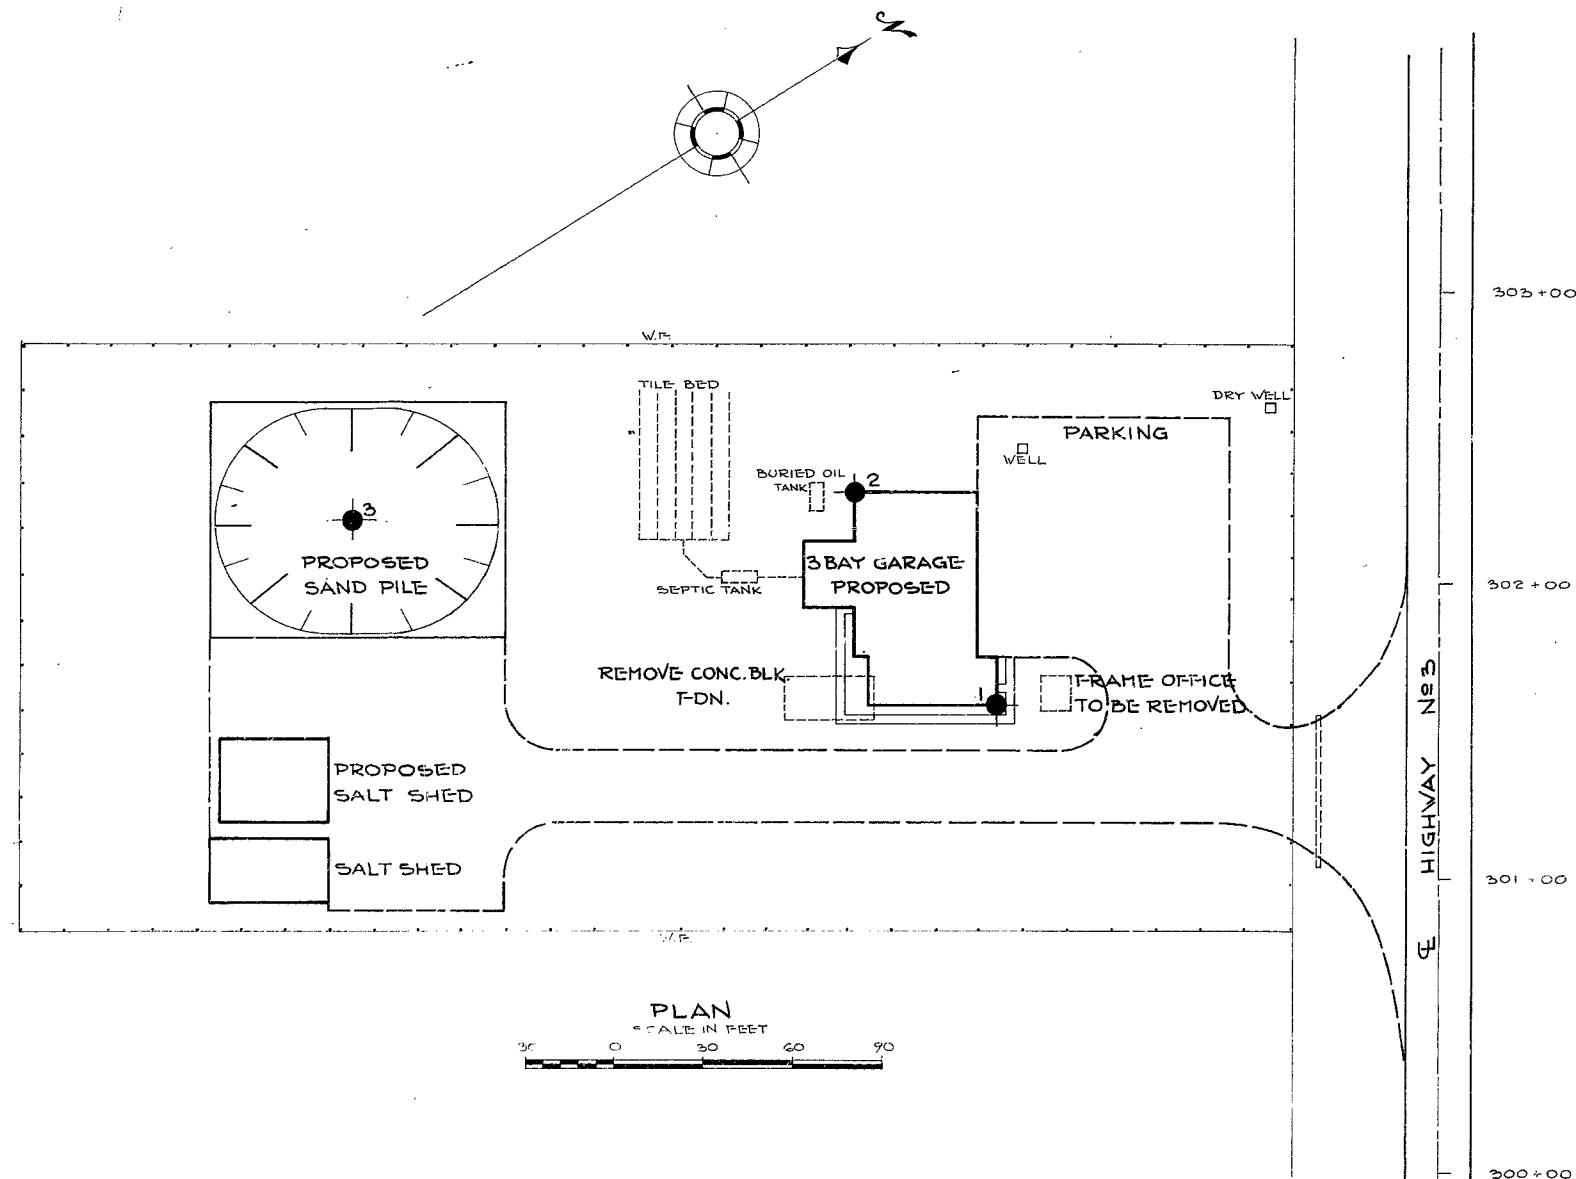 N
303+00
W.F.
TILE BED
DRY WELL
PARKING
WELL
BURIED OIL
TANK
2
3
PROPOSED
SAND PILE
3 BAY GARAGE
PROPOSED
SEPTIC TANK
302+00
REMOVE CONC. BLK.
FDN.
1
FRAME OFFICE
TO BE REMOVED
PROPOSED
SALT SHED
SALT SHED
℄ HIGHWAY Nº 3
301+00
W.F.
PLAN
SCALE IN FEET
30 0 30 60 90
300+00